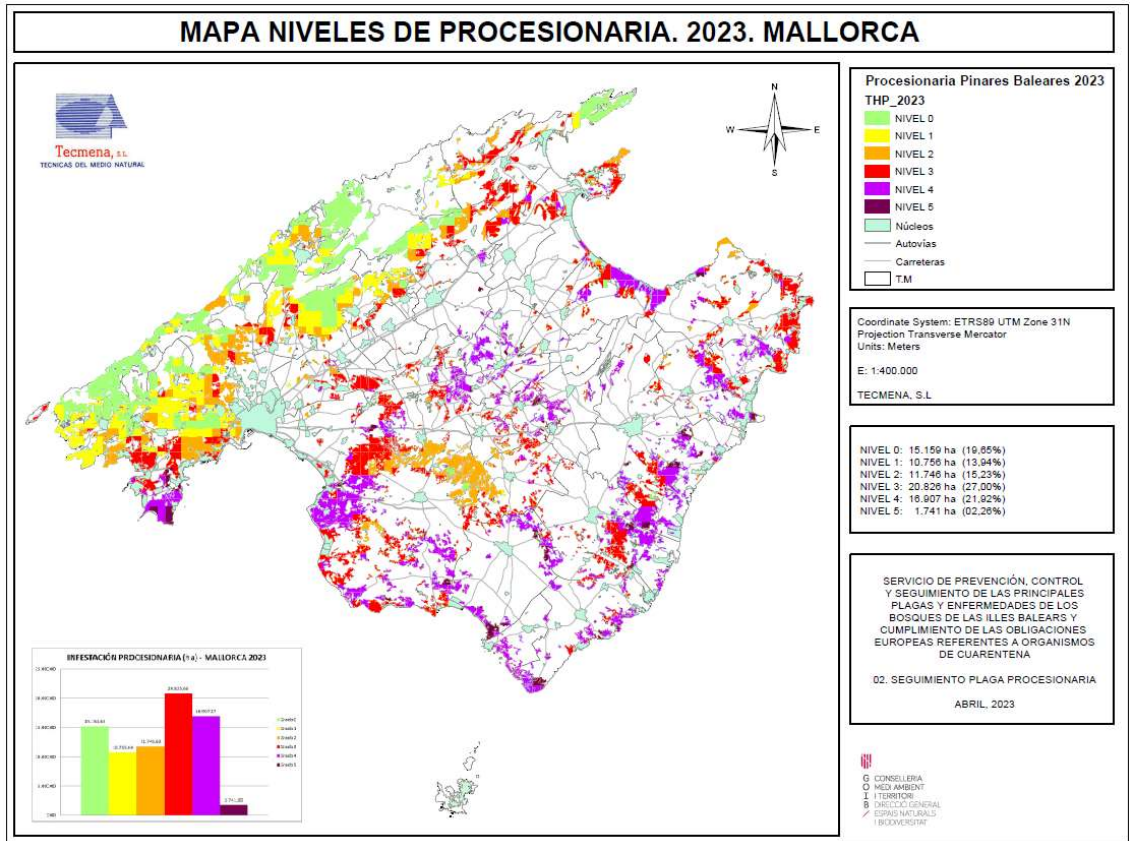 MAPA NIVELES DE PROCESIONARIA. 2023. MALLORCA
Tecmena, S.L
TECNICAS DEL MEDIO NATURAL
N
W
E
S
Procesionaria Pinares Baleares 2023
THP_2023
NIVEL 0
NIVEL 1
NIVEL 2
NIVEL 3
NIVEL 4
NIVEL 5
Núcleos
Autovías
Carreteras
T.M
Coordinate System: ETRS89 UTM Zone 31N
Projection Transverse Mercator
Units: Meters
E: 1:400.000
TECMENA, S.L
NIVEL 0: 15.159 ha (19,65%)
NIVEL 1: 10.756 ha (13,94%)
NIVEL 2: 11.746 ha (15,23%)
NIVEL 3: 20.826 ha (27,00%)
NIVEL 4: 16.907 ha (21,92%)
NIVEL 5: 1.741 ha (02,26%)
SERVICIO DE PREVENCIÓN, CONTROL
Y SEGUIMIENTO DE LAS PRINCIPALES
PLAGAS Y ENFERMEDADES DE LOS
BOSQUES DE LAS ILLES BALEARS Y
CUMPLIMIENTO DE LAS OBLIGACIONES
EUROPEAS REFERENTES A ORGANISMOS
DE CUARENTENA
02. SEGUIMIENTO PLAGA PROCESIONARIA
ABRIL, 2023
INFESTACIÓN PROCESIONARIA (ha) - MALLORCA 2023
G CONSELLERIA
O MEDI AMBIENT
I I TERRITORI
B DIRECCIÓ GENERAL
/ ESPAIS NATURALS
I BIODIVERSITAT